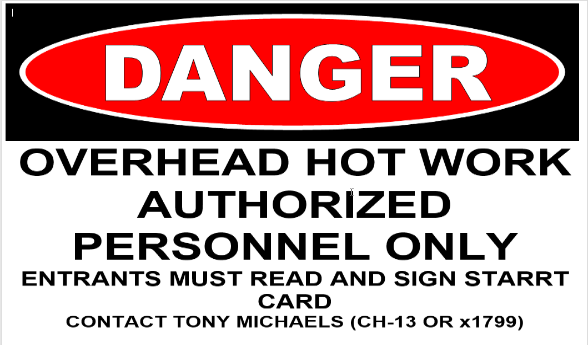 DANGER
OVERHEAD HOT WORK
AUTHORIZED
PERSONNEL ONLY
ENTRANTS MUST READ AND SIGN STARRT
CARD
CONTACT TONY MICHAELS (CH-13 OR x1799)